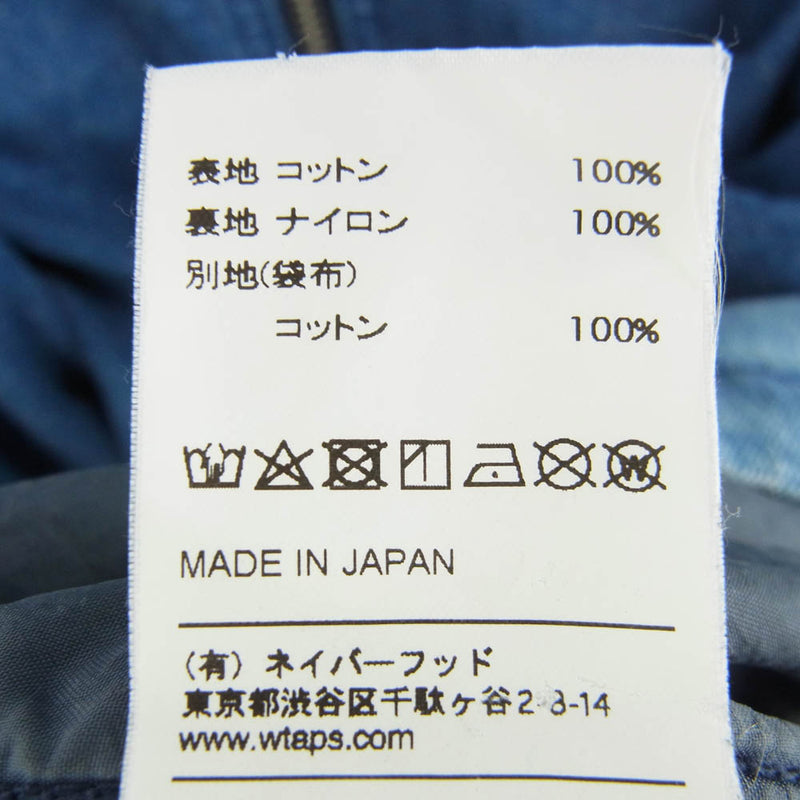 表地 コットン 100%
裏地 ナイロン 100%
別地(袋布)
コットン 100%
MADE IN JAPAN
(有) ネイバーフッド
東京都渋谷区千駄ヶ谷2-3-14
www.wtaps.com